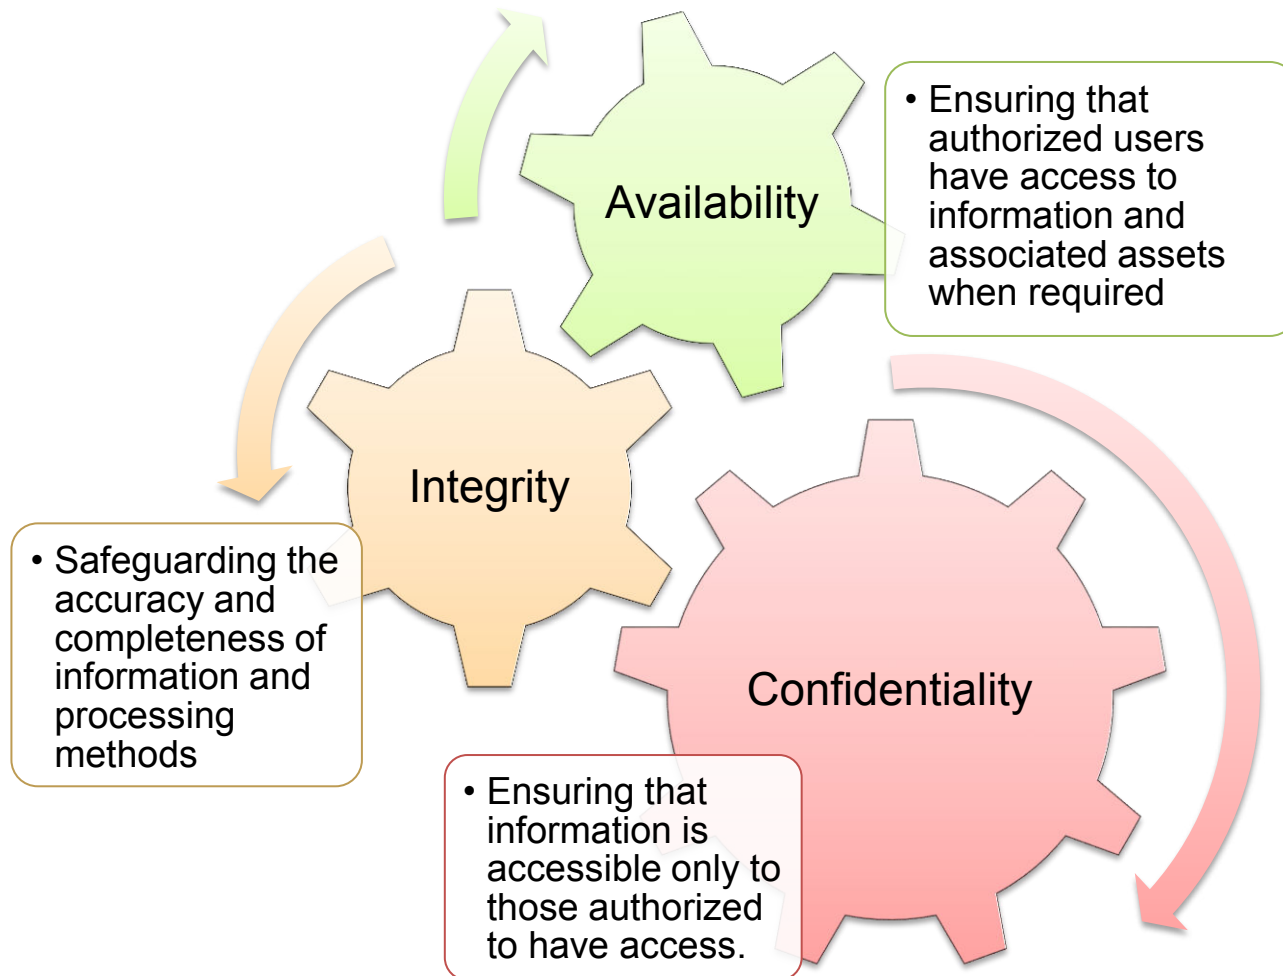 Availability
• Ensuring that
authorized users
have access to
information and
associated assets
when required
Integrity
• Safeguarding the
accuracy and
completeness of
information and
processing
methods
Confidentiality
• Ensuring that
information is
accessible only to
those authorized
to have access.